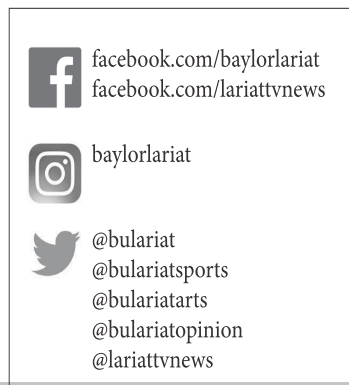 facebook.com/baylorlariat
facebook.com/lariattvnews
baylorlariat
@bulariat
@bulariatsports
@bulariatarts
@bulariatopinion
@lariattvnews